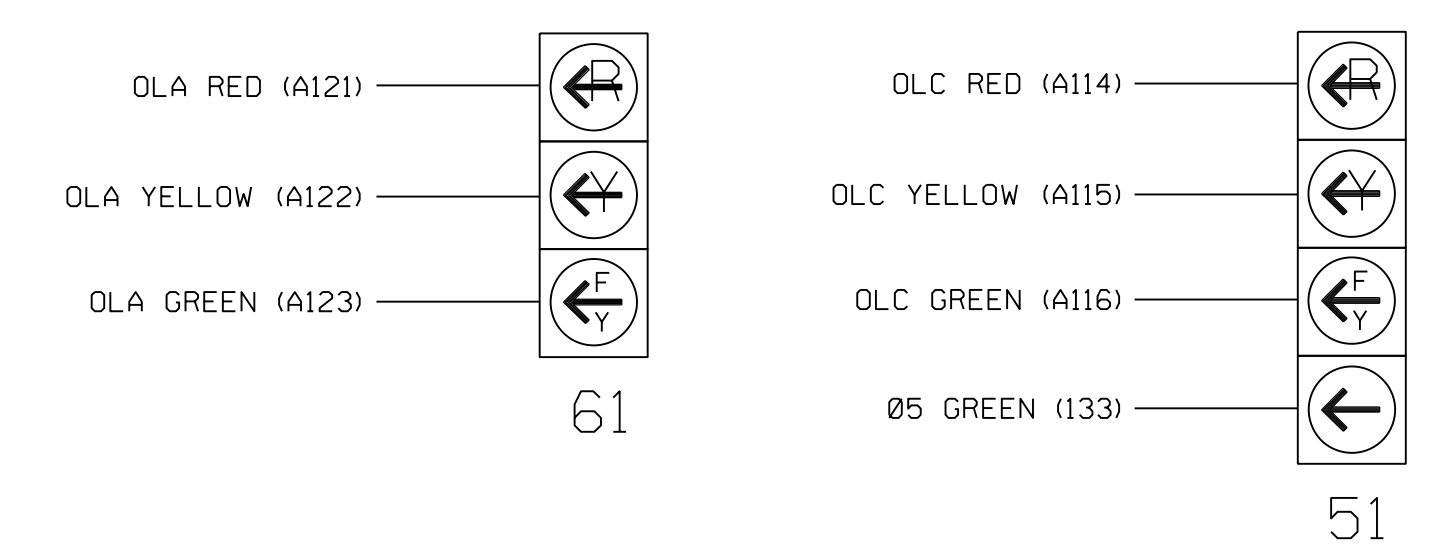 OLA RED (A121)
R
OLA YELLOW (A122)
Y
OLA GREEN (A123)
F
Y
61
OLC RED (A114)
R
OLC YELLOW (A115)
Y
OLC GREEN (A116)
F
Y
Ø5 GREEN (133)
51